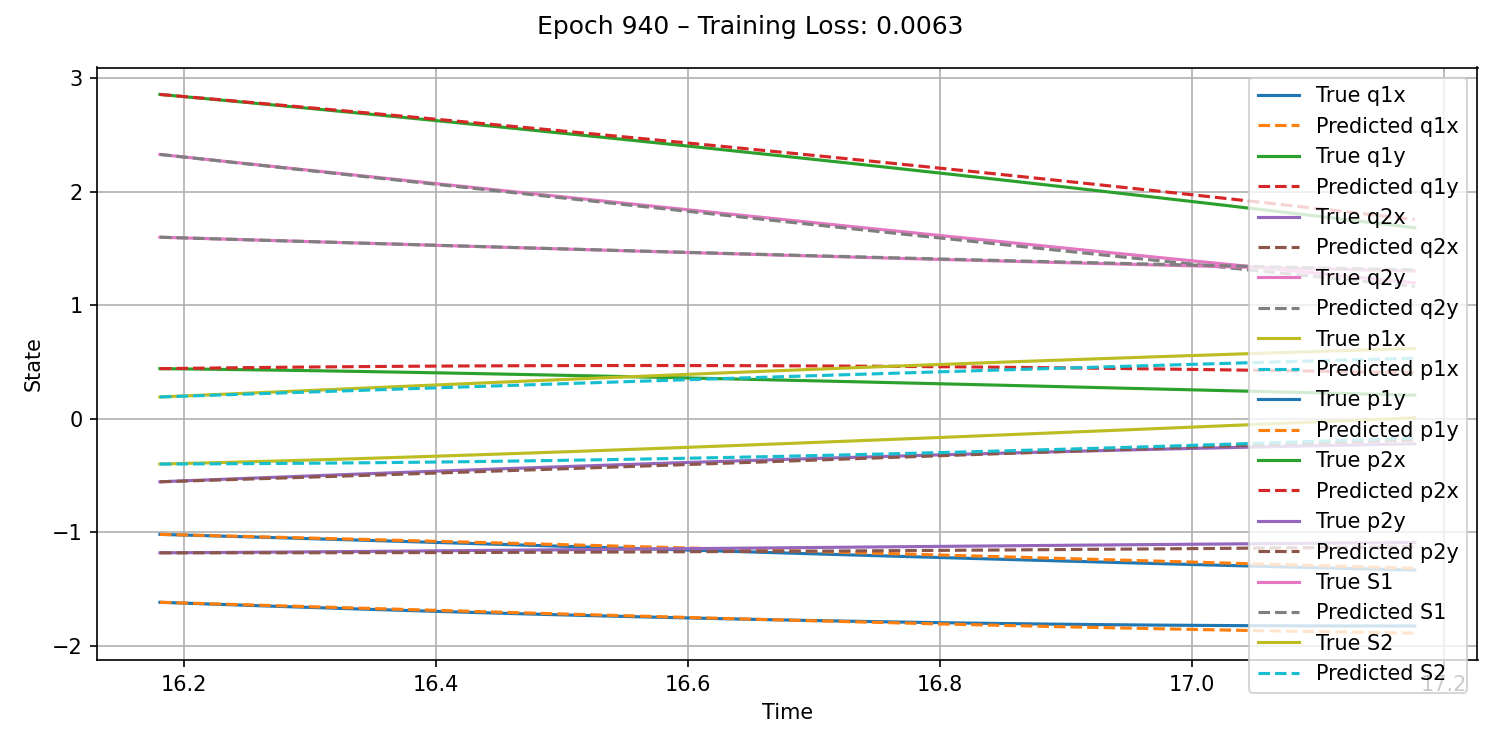 Epoch 940 – Training Loss: 0.0063
3
2
1
0
−1
−2
State
16.2
16.4
16.6
16.8
17.0
17.2
Time
True q1x
Predicted q1x
True q1y
Predicted q1y
True q2x
Predicted q2x
True q2y
Predicted q2y
True p1x
Predicted p1x
True p1y
Predicted p1y
True p2x
Predicted p2x
True p2y
Predicted p2y
True S1
Predicted S1
True S2
Predicted S2